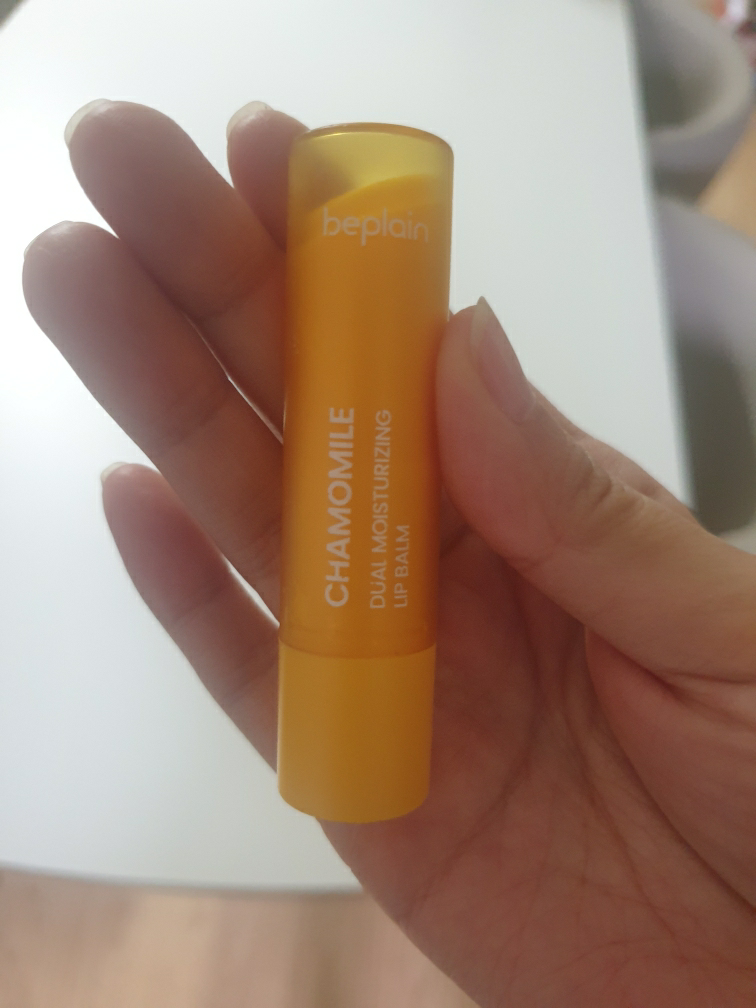 beplain
CHAMOMILE
DUAL MOISTURIZING
LIP BALM